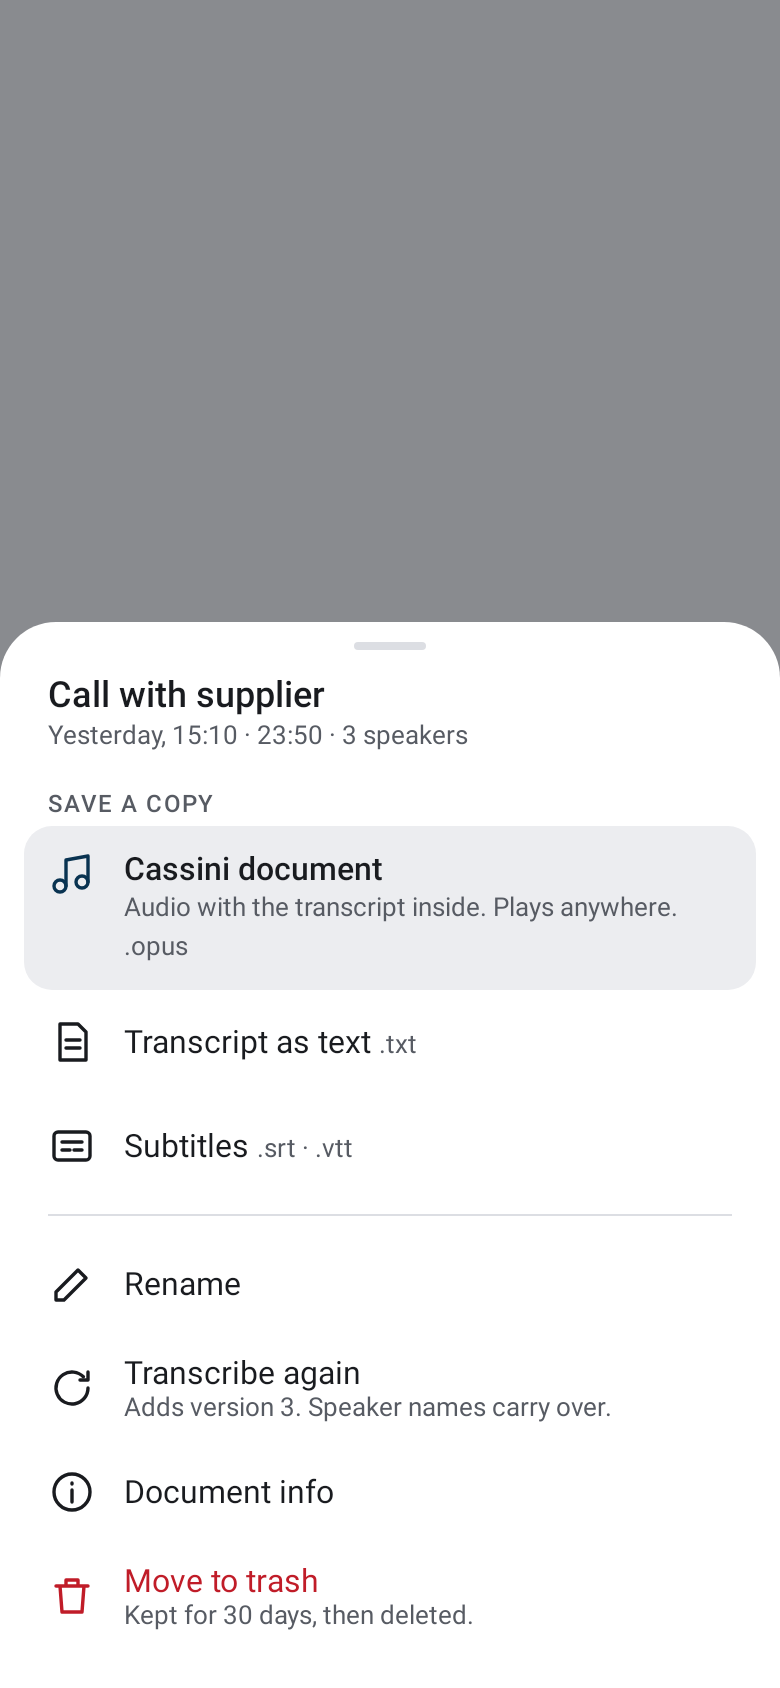 Call with supplier
Yesterday, 15:10 · 23:50 · 3 speakers
SAVE A COPY
Cassini document
Audio with the transcript inside. Plays anywhere.
.opus
Transcript as text .txt
Subtitles .srt · .vtt
Rename
Transcribe again
Adds version 3. Speaker names carry over.
Document info
Move to trash
Kept for 30 days, then deleted.